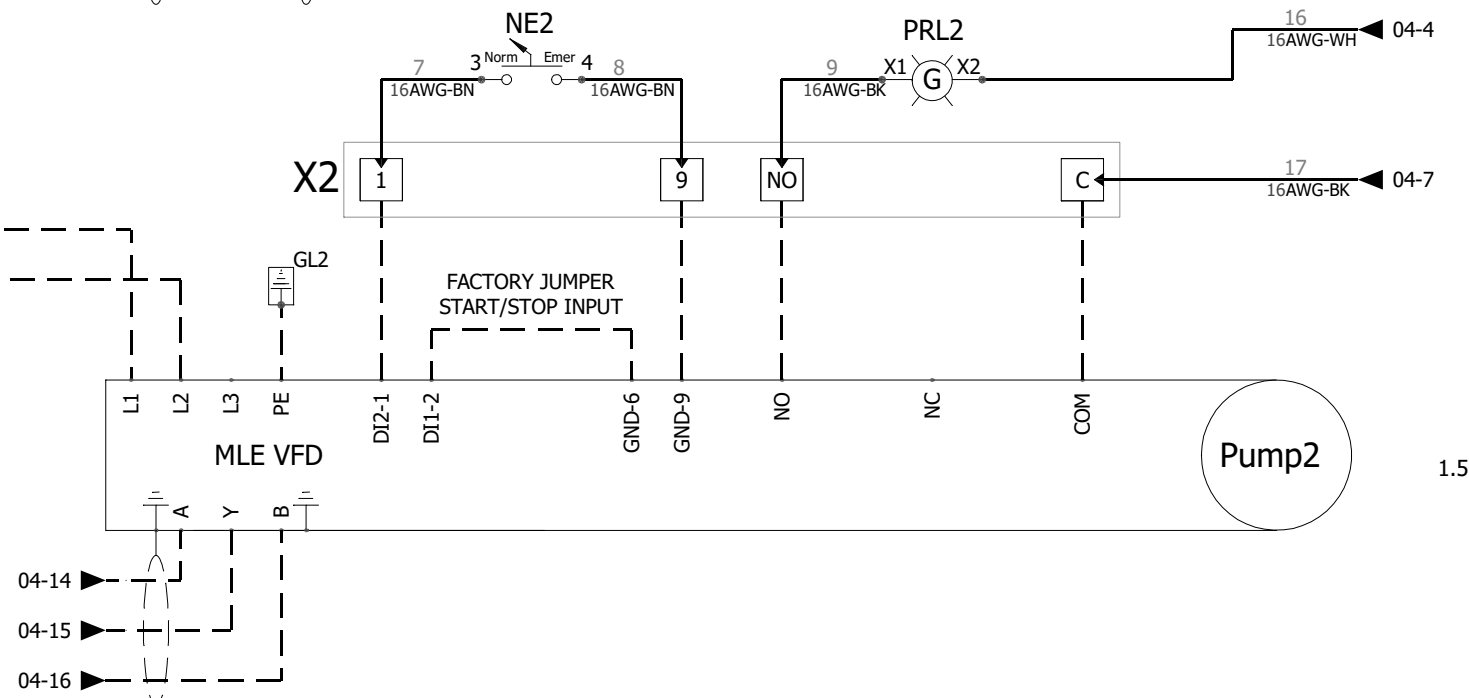 NE2
PRL2
16
16AWG-WH
04-4
7
16AWG-BN
3
Norm
Emer
4
8
16AWG-BN
9
16AWG-BK
X1
G
X2
X2
1
9
NO
C
17
16AWG-BK
04-7
GL2
FACTORY JUMPER
START/STOP INPUT
L1
L2
L3
PE
DI2-1
DI1-2
GND-6
GND-9
NO
NC
COM
MLE VFD
Pump2
1.5
A
Y
B
04-14
04-15
04-16